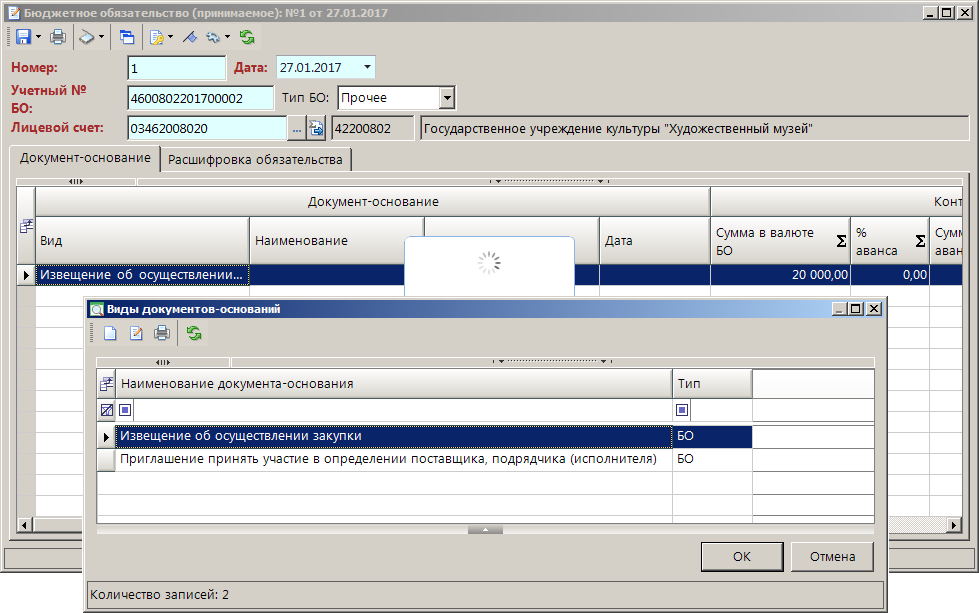 Бюджетное обязательство (принимаемое): №1 от 27.01.2017
Номер: 1 Дата: 27.01.2017
Учетный №
БО: 4600802201700002 Тип БО: Прочее
Лицевой счет: 03462008020 ... 42200802 Государственное учреждение культуры "Художественный музей"
Документ-основание Расшифровка обязательства
Документ-основание Конт
Вид Наименование Дата Сумма в валюте
БО Σ %
аванса Σ Сумм
аван
Извещение об осуществлении... 20 000,00 0,00
Виды документов-оснований
Наименование документа-основания Тип
Извещение об осуществлении закупки БО
Приглашение принять участие в определении поставщика, подрядчика (исполнителя) БО
ОК Отмена
Количество записей: 2